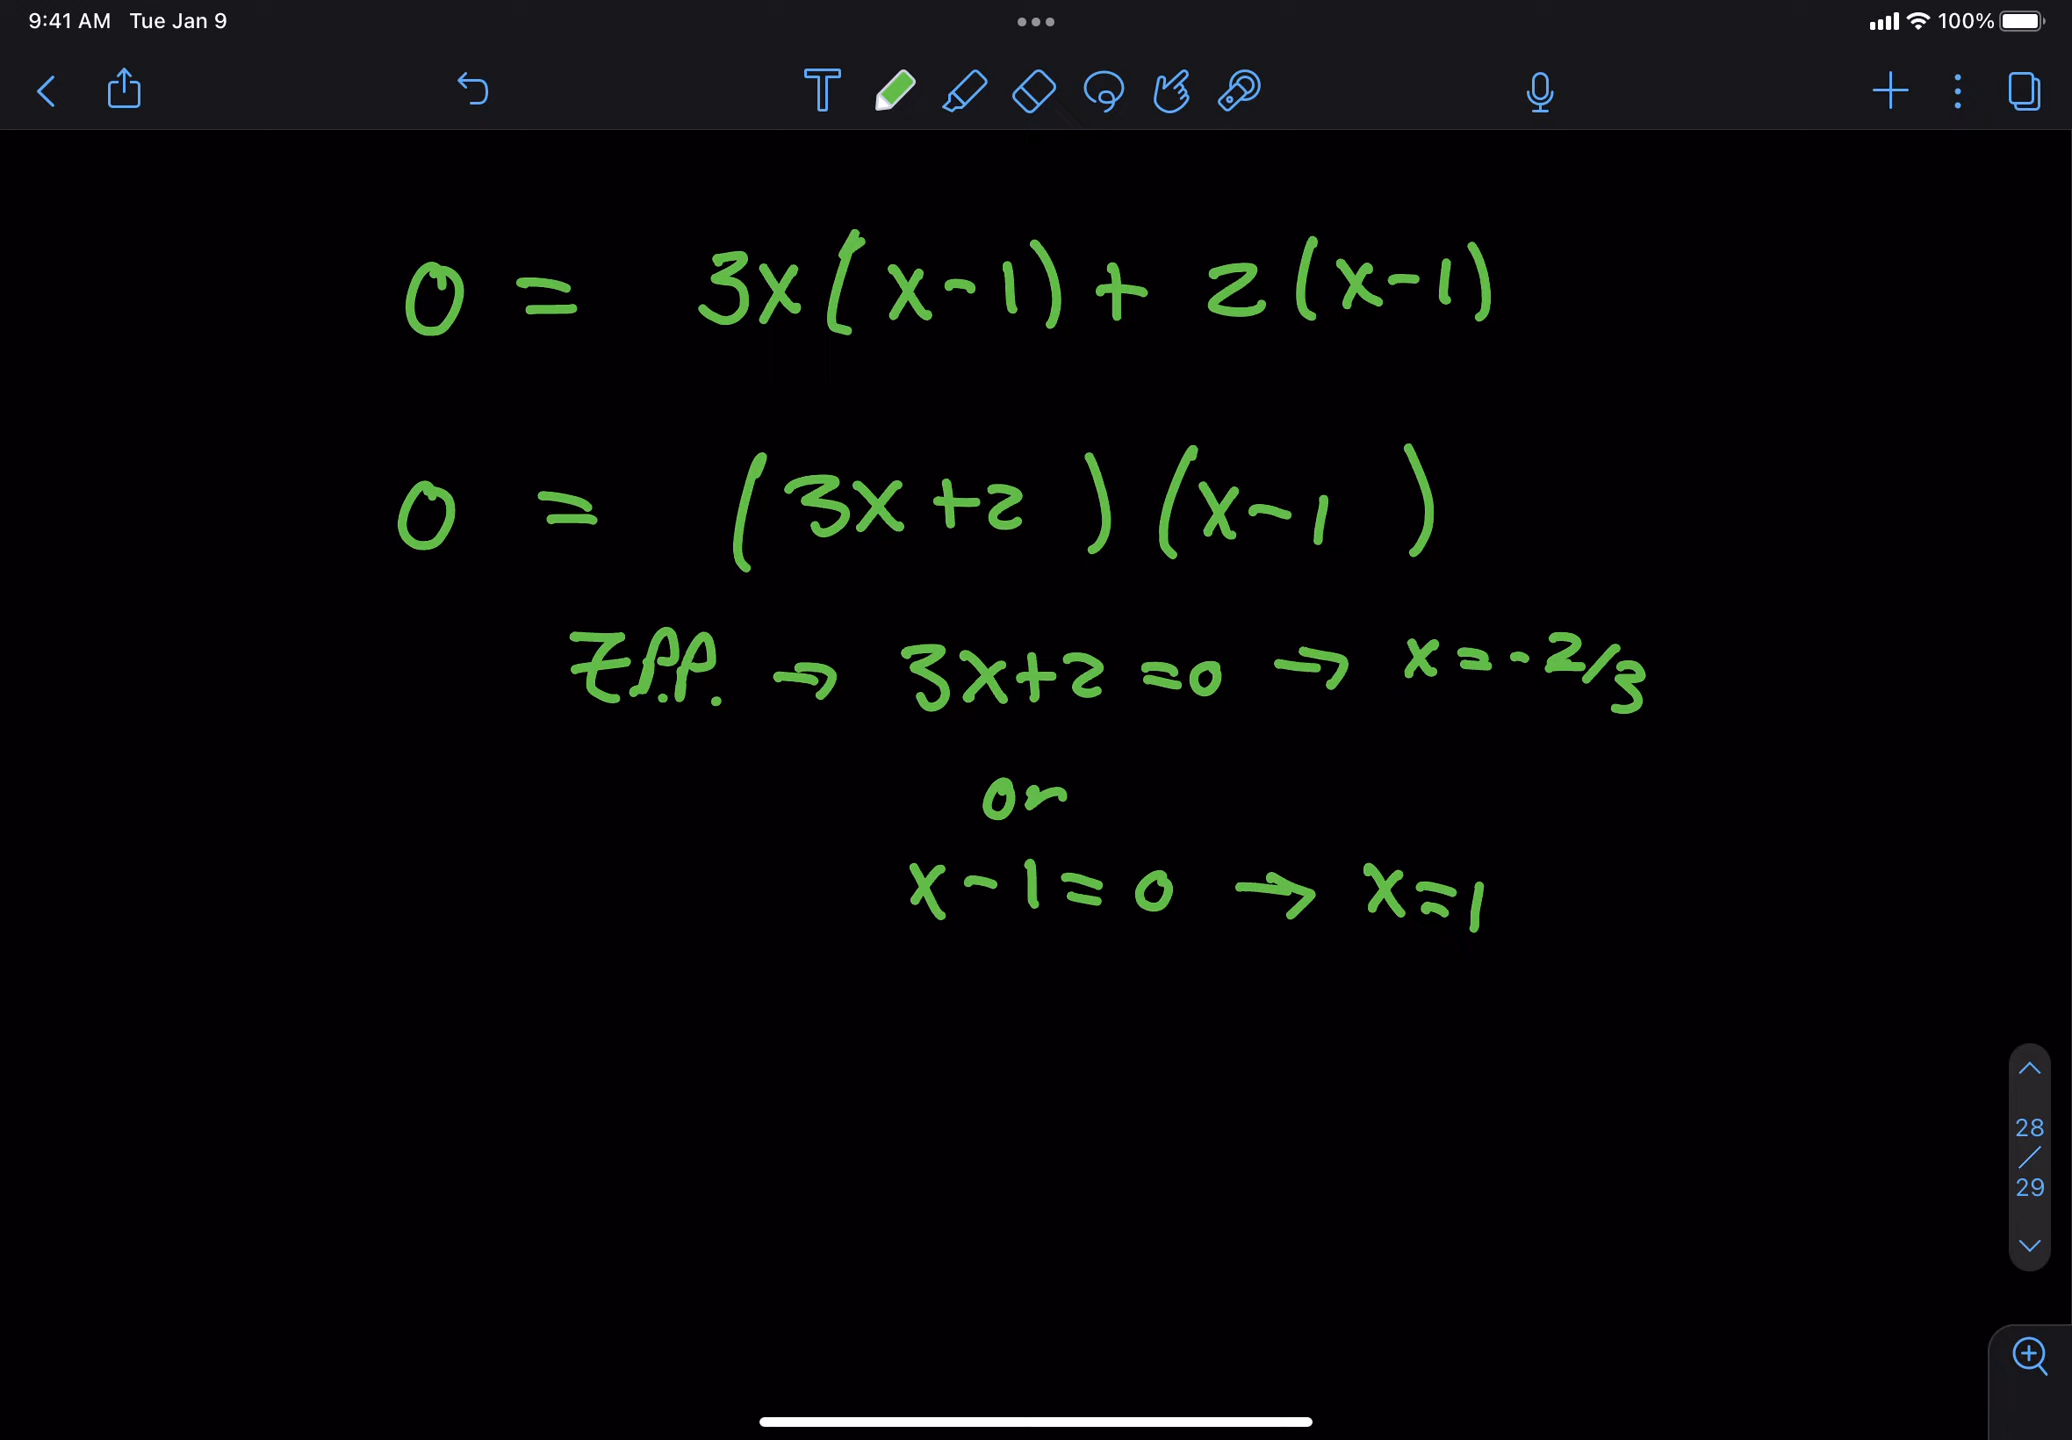 9:41 AM Tue Jan 9
100%
T
0 = 3x(x-1)+2(x-1)
0 = (3x+2)(x-1)
Z.P.P. → 3x+2=0 → x=-2/3
or
x-1=0 → x=1
28
/
29